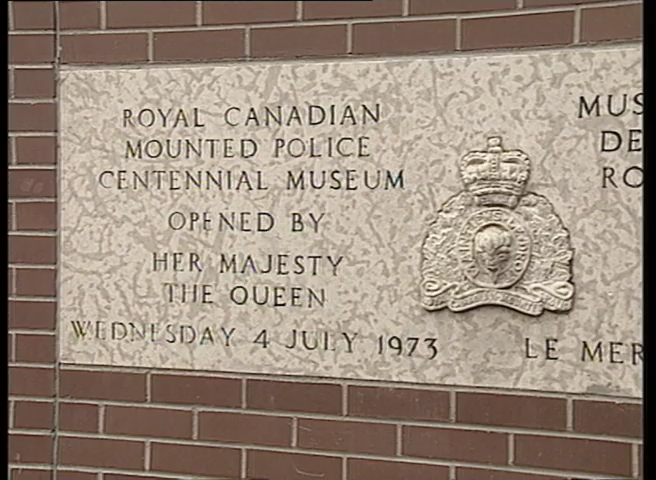 ROYAL CANADIAN
MOUNTED POLICE
CENTENNIAL MUSEUM
OPENED BY
HER MAJESTY
THE QUEEN
WEDNESDAY 4 JULY 1973
MUS
DE
RO
LE MER